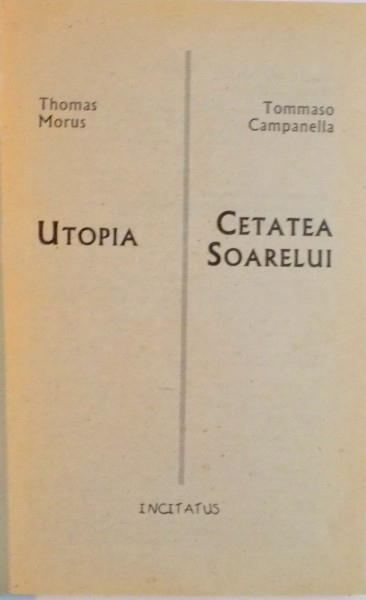 Thomas
Morus
UTOPIA
Tommaso
Campanella
CETATEA
SOARELUI
INCITATUS